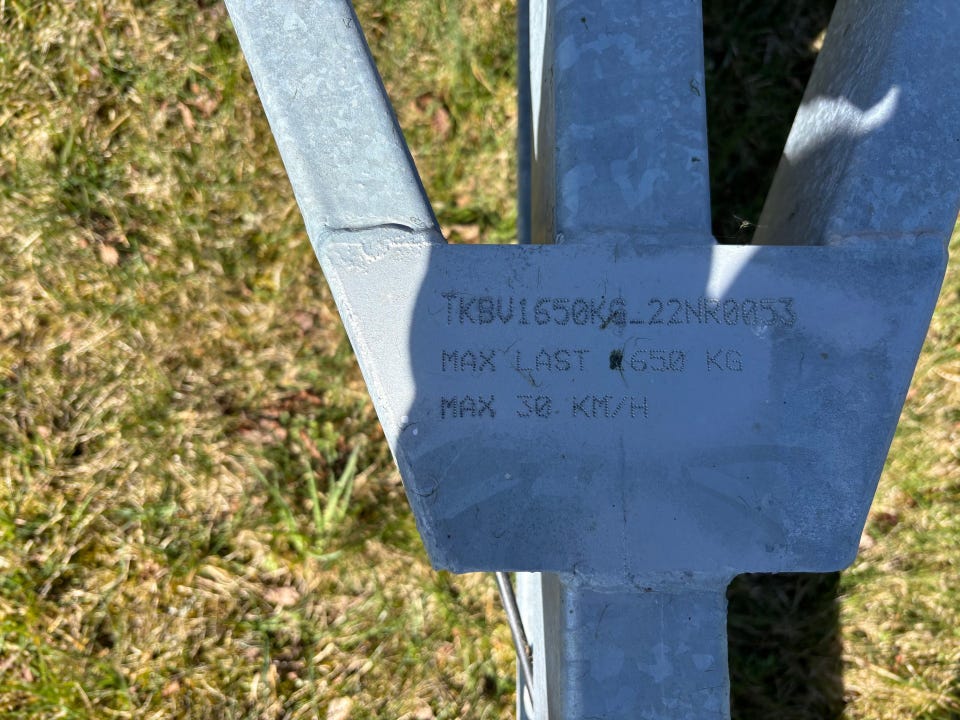 TKBV1650KG_22NR0053
MAX LAST 1650 KG
MAX 30 KM/H